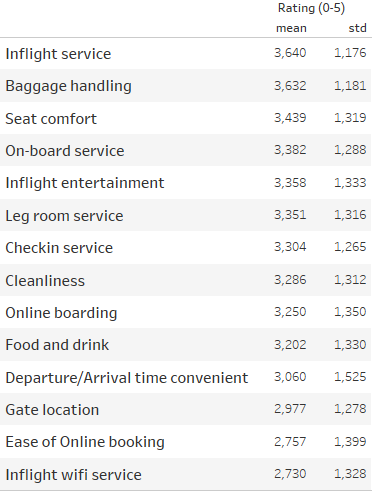 Rating (0-5)
mean std
Inflight service 3,640 1,176
Baggage handling 3,632 1,181
Seat comfort 3,439 1,319
On-board service 3,382 1,288
Inflight entertainment 3,358 1,333
Leg room service 3,351 1,316
Checkin service 3,304 1,265
Cleanliness 3,286 1,312
Online boarding 3,250 1,350
Food and drink 3,202 1,330
Departure/Arrival time convenient 3,060 1,525
Gate location 2,977 1,278
Ease of Online booking 2,757 1,399
Inflight wifi service 2,730 1,328